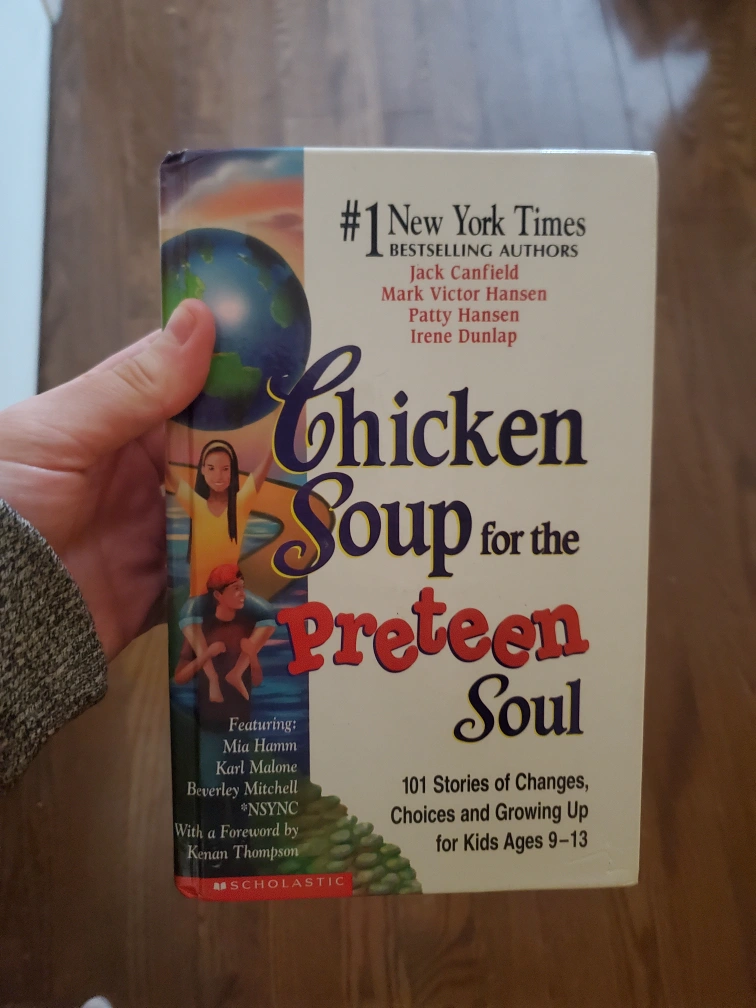 #1 New York Times
BESTSELLING AUTHORS
Jack Canfield
Mark Victor Hansen
Patty Hansen
Irene Dunlap
Chicken
Soup for the
Preteen
Soul
101 Stories of Changes,
Choices and Growing Up
for Kids Ages 9–13
Featuring:
Mia Hamm
Karl Malone
Beverley Mitchell
*NSYNC
With a Foreword by
Kenan Thompson
SCHOLASTIC